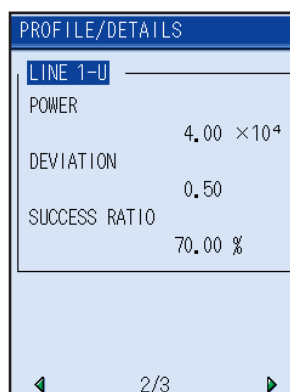 PROFILE/DETAILS
LINE 1-U
POWER
4.00 ×10⁴
DEVIATION
0.50
SUCCESS RATIO
70.00 %
2/3